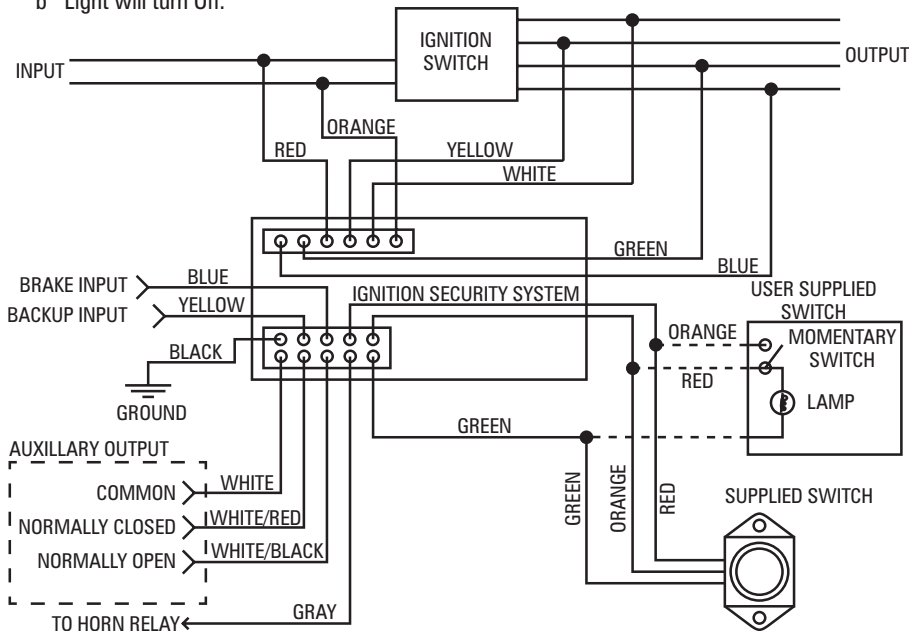 b Light will turn Off.
IGNITION
SWITCH
INPUT
OUTPUT
ORANGE
RED
YELLOW
WHITE
GREEN
BLUE
BRAKE INPUT
BLUE
IGNITION SECURITY SYSTEM
BACKUP INPUT
YELLOW
USER SUPPLIED
SWITCH
ORANGE
MOMENTARY
SWITCH
BLACK
RED
LAMP
GROUND
GREEN
AUXILLARY OUTPUT
COMMON
WHITE
NORMALLY CLOSED
WHITE/RED
NORMALLY OPEN
WHITE/BLACK
GREEN
ORANGE
RED
SUPPLIED SWITCH
TO HORN RELAY
GRAY